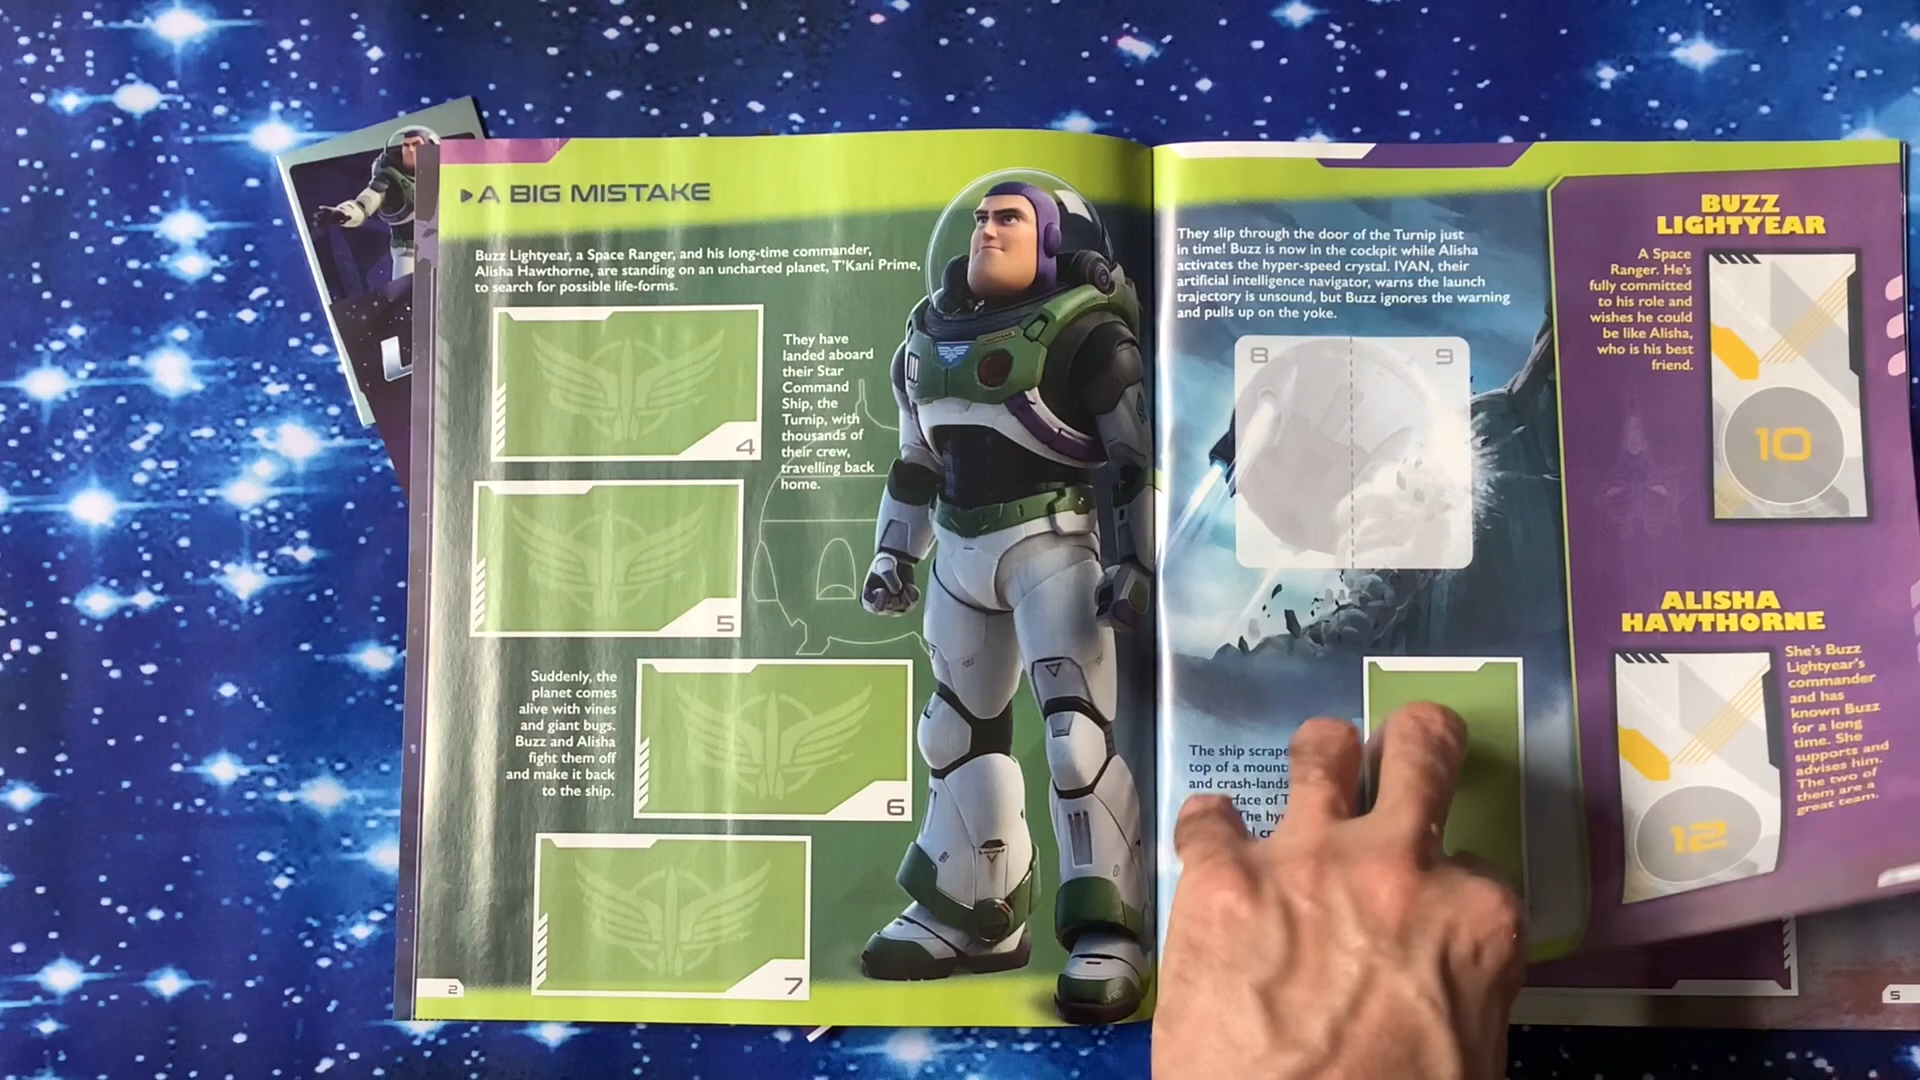 A BIG MISTAKE
Buzz Lightyear, a Space Ranger, and his long-time commander,
Alisha Hawthorne, are standing on an uncharted planet, T'Kani Prime,
to search for possible life-forms.
4
They have
landed aboard
their Star
Command
Ship, the
Turnip, with
thousands of
their crew,
travelling back
home.
5
Suddenly, the
planet comes
alive with vines
and giant bugs.
Buzz and Alisha
fight them off
and make it back
to the ship.
6
7
2
They slip through the door of the Turnip just
in time! Buzz is now in the cockpit while Alisha
activates the hyper-speed crystal. IVAN, their
artificial intelligence navigator, warns the launch
trajectory is unsound, but Buzz ignores the warning
and pulls up on the yoke.
8
9
The ship scrape
top of a mount
and crash-lands
face of T
The hy
BUZZ
LIGHTYEAR
A Space
Ranger. He's
fully committed
to his role and
wishes he could
be like Alisha,
who is his best
friend.
10
ALISHA
HAWTHORNE
She's Buzz
Lightyear's
commander
and has
known Buzz
for a long
time. She
supports and
advises him.
The two of
them are a
great team.
12
5